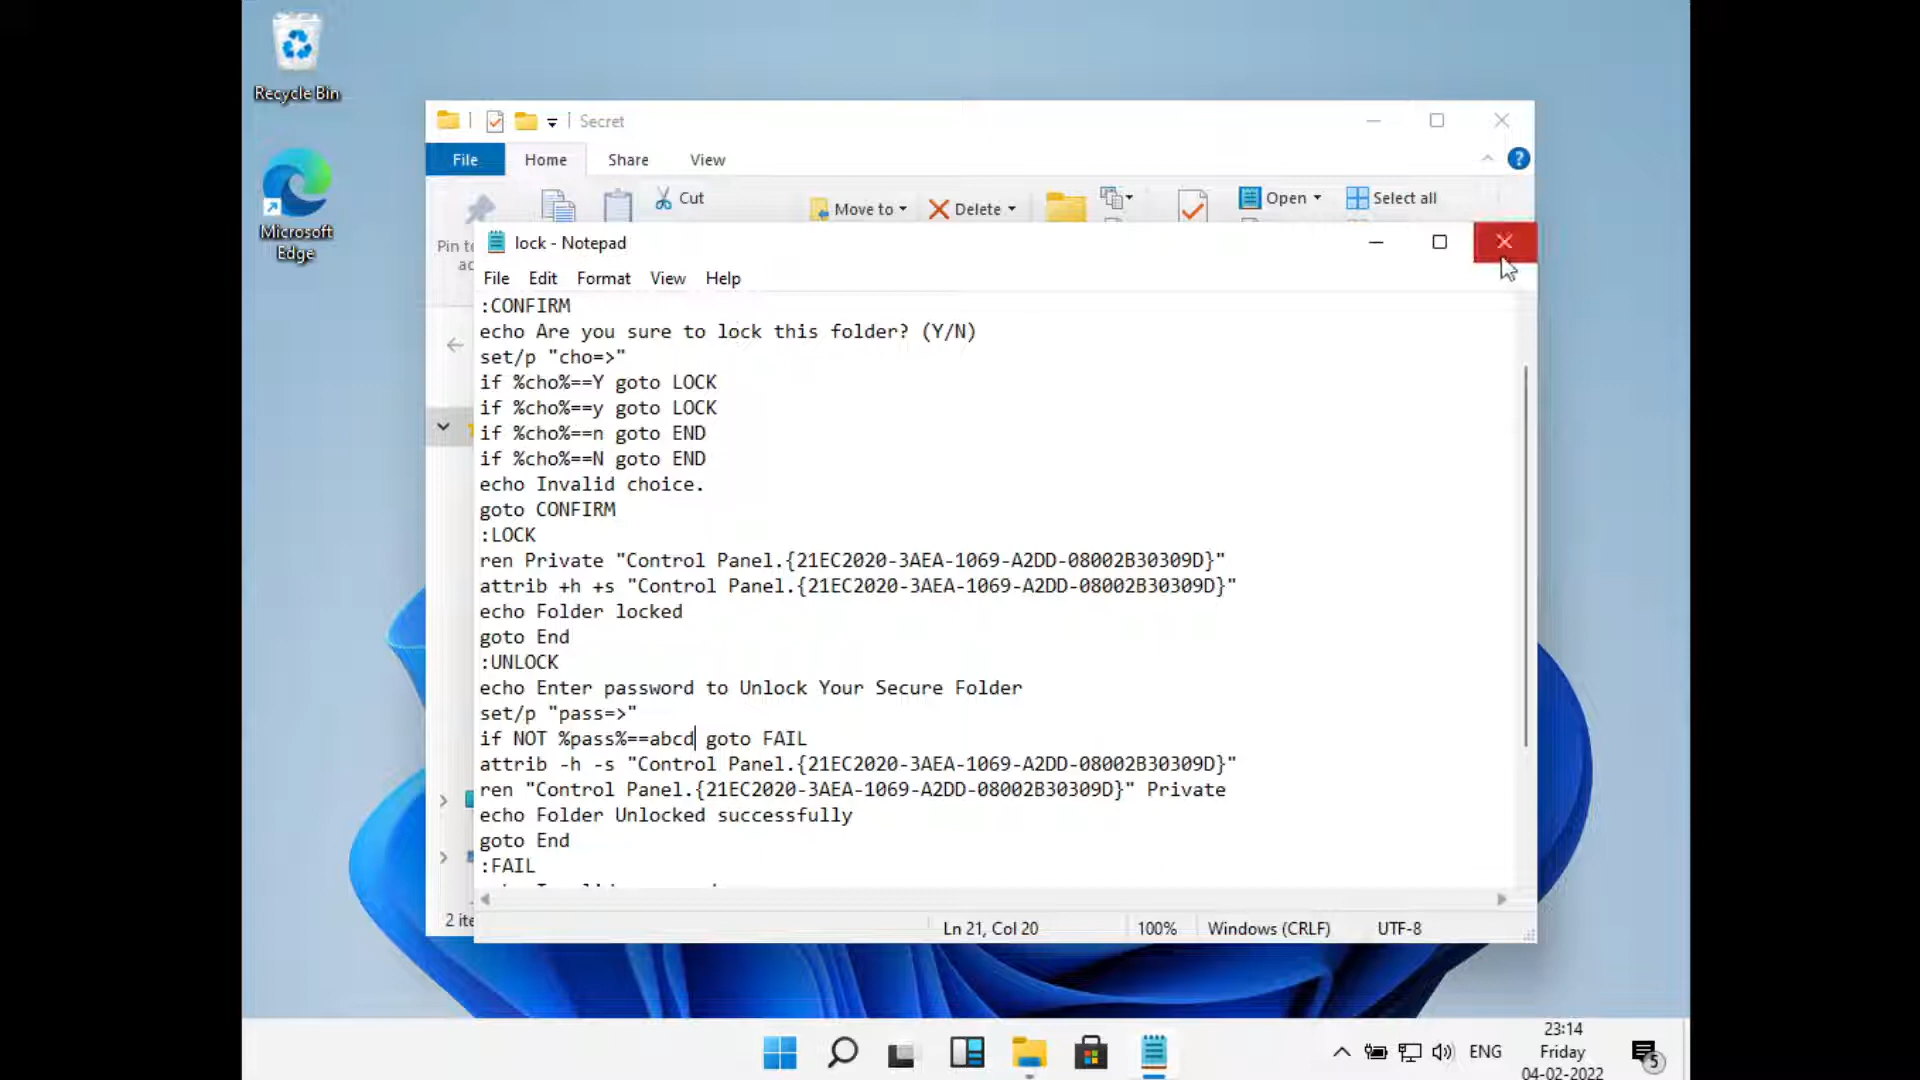 Recycle Bin
Microsoft
Edge
Secret
File Home Share View
Cut
Move to Delete Open Select all
lock - Notepad
File Edit Format View Help
:CONFIRM
echo Are you sure to lock this folder? (Y/N)
set/p "cho=>"
if %cho%==Y goto LOCK
if %cho%==y goto LOCK
if %cho%==n goto END
if %cho%==N goto END
echo Invalid choice.
goto CONFIRM
:LOCK
ren Private "Control Panel.{21EC2020-3AEA-1069-A2DD-08002B30309D}"
attrib +h +s "Control Panel.{21EC2020-3AEA-1069-A2DD-08002B30309D}"
echo Folder locked
goto End
:UNLOCK
echo Enter password to Unlock Your Secure Folder
set/p "pass=>"
if NOT %pass%==abcd goto FAIL
attrib -h -s "Control Panel.{21EC2020-3AEA-1069-A2DD-08002B30309D}"
ren "Control Panel.{21EC2020-3AEA-1069-A2DD-08002B30309D}" Private
echo Folder Unlocked successfully
goto End
:FAIL
Ln 21, Col 20 100% Windows (CRLF) UTF-8
Pin
2
ENG
23:14
Friday
04-02-2022
5